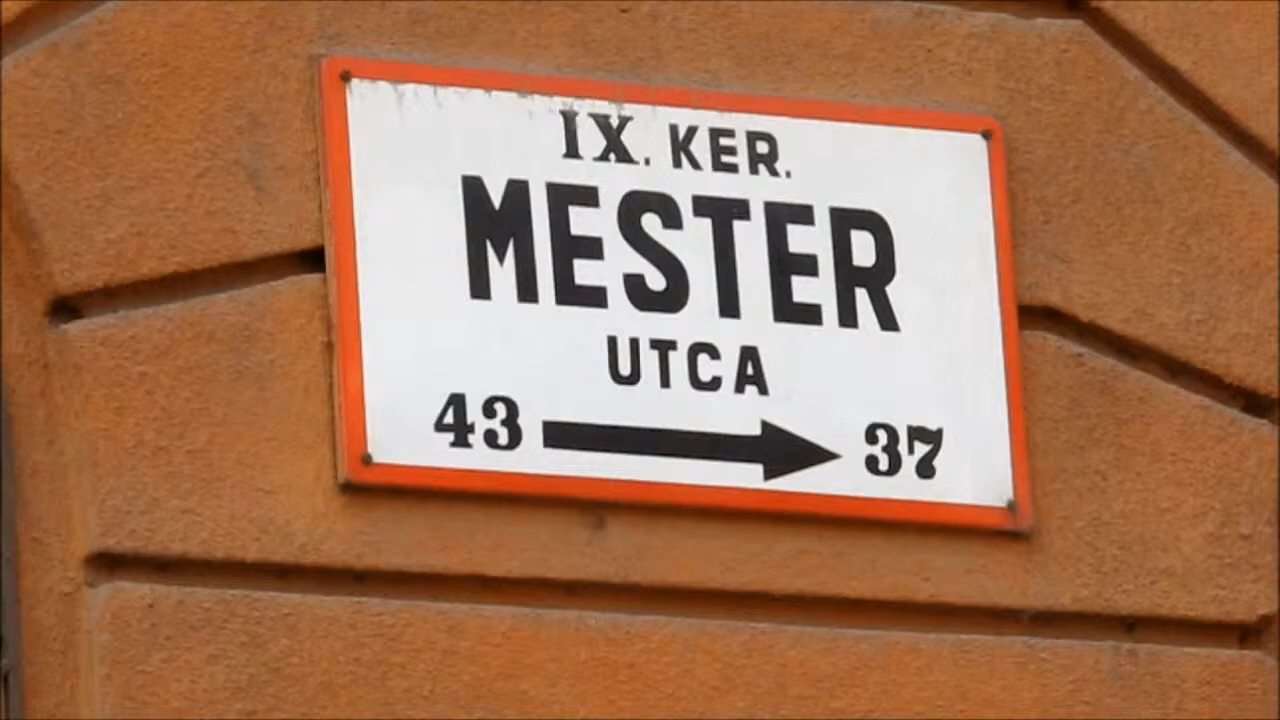 IX. KER.
MESTER
UTCA
43 → 37